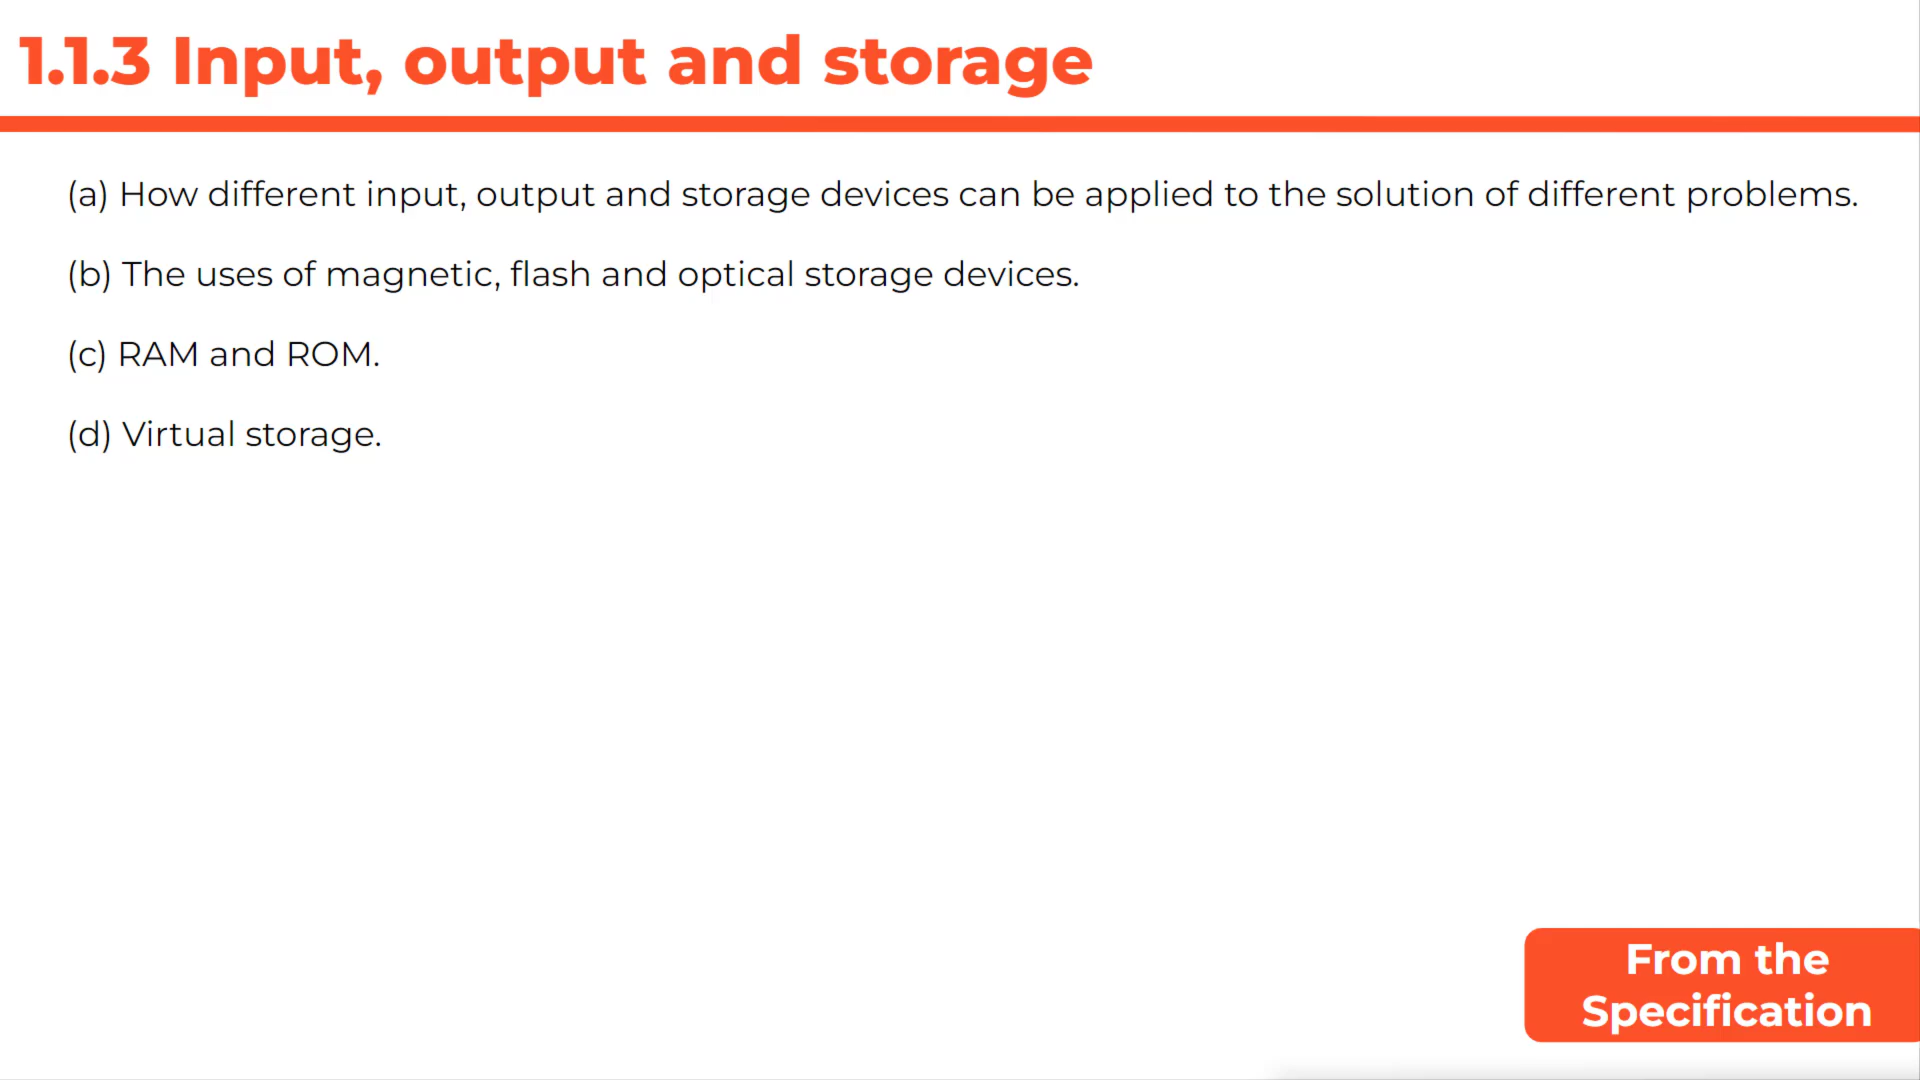 1.1.3 Input, output and storage
(a) How different input, output and storage devices can be applied to the solution of different problems.
(b) The uses of magnetic, flash and optical storage devices.
(c) RAM and ROM.
(d) Virtual storage.
From the
Specification